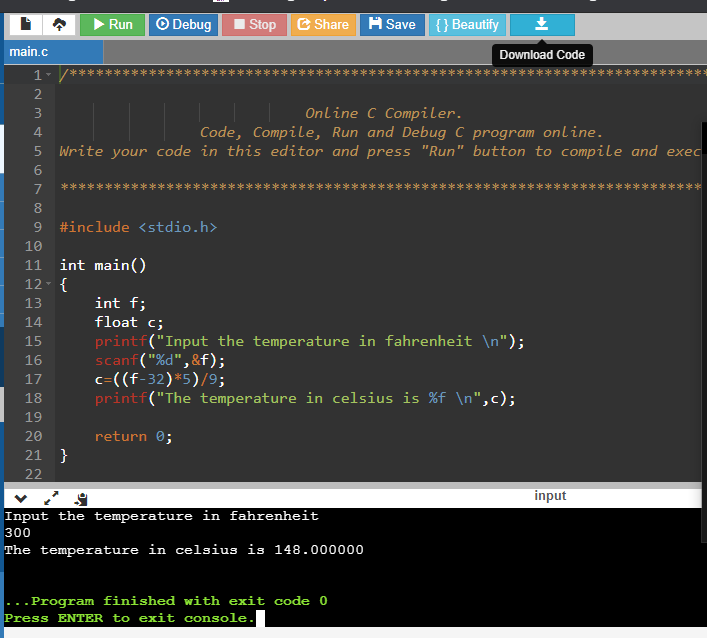 Run Debug Stop Share Save { } Beautify
main.c
Download Code
1 /****************************************************************************
2
3 Online C Compiler.
4 Code, Compile, Run and Debug C program online.
5 Write your code in this editor and press "Run" button to compile and exec
6
7 *****************************************************************************
8
9 #include <stdio.h>
10
11 int main()
12 {
13 int f;
14 float c;
15 printf("Input the temperature in fahrenheit \n");
16 scanf("%d",&f);
17 c=((f-32)*5)/9;
18 printf("The temperature in celsius is %f \n",c);
19
20 return 0;
21 }
22
input
Input the temperature in fahrenheit
300
The temperature in celsius is 148.000000
...Program finished with exit code 0
Press ENTER to exit console.